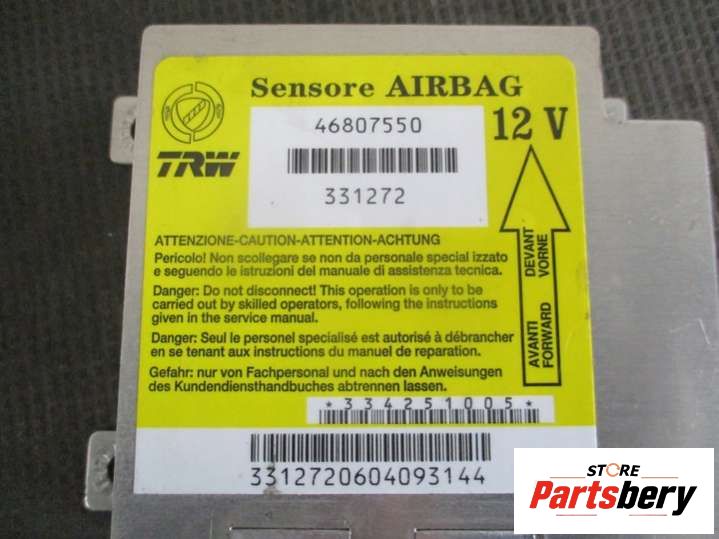 Sensore AIRBAG
46807550
12 V
TRW
331272
ATTENZIONE-CAUTION-ATTENTION-ACHTUNG
Pericolo! Non scollegare se non da personale special izzato
e seguendo le istruzioni del manuale di assistenza tecnica.
Danger: Do not disconnect! This operation is only to be
carried out by skilled operators, following the instructions
given in the service manual.
Danger: Seul le personel spécialisé est autorisé à débrancher
en se tenant aux instructions du manuel de reparation.
Gefahr: nur von Fachpersonal und nach den Anweisungen
des Kundendiensthandbuches abtrennen lassen.
AVANTI DEVANT
FORWARD VORNE
*334251005*
3312720604093144
STORE
Partsbery